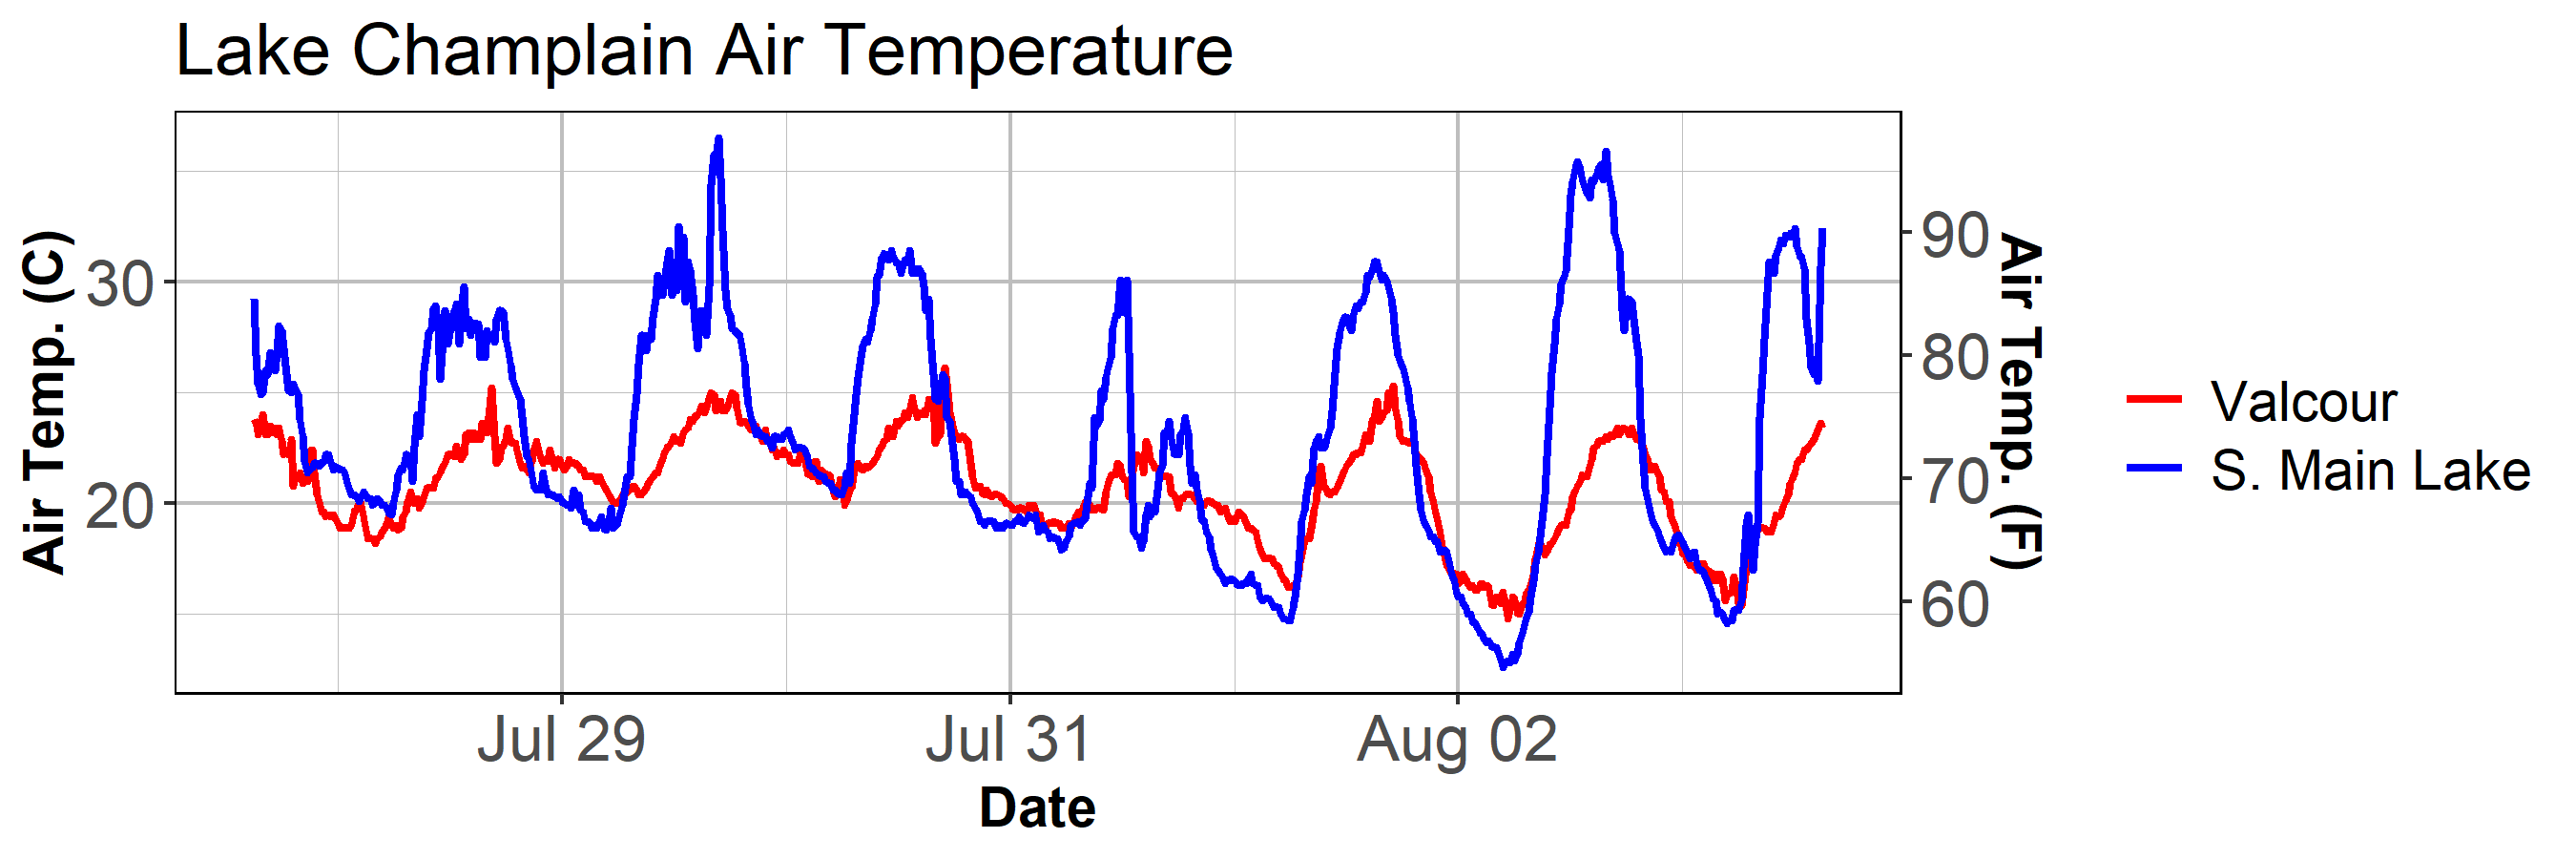 Lake Champlain Air Temperature
Air Temp. (C)
30
20
90
80
70
60
Air Temp. (F)
Jul 29
Jul 31
Aug 02
Date
Valcour
S. Main Lake